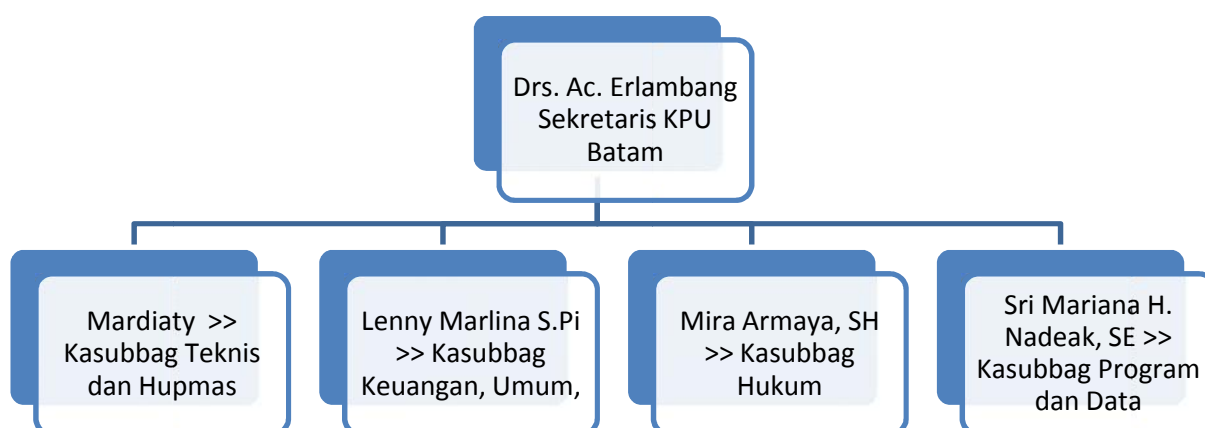 Drs. Ac. Erlambang
Sekretaris KPU
Batam
Mardiaty >>
Kasubbag Teknis
dan Hupmas
Lenny Marlina S.Pi
>> Kasubbag
Keuangan, Umum,
Mira Armaya, SH
>> Kasubbag
Hukum
Sri Mariana H.
Nadeak, SE >>
Kasubbag Program
dan Data